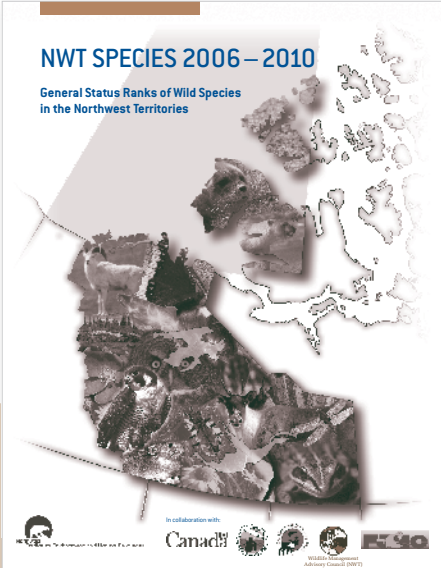 NWT SPECIES 2006 – 2010
General Status Ranks of Wild Species
in the Northwest Territories
In collaboration with:
Canada
Wildlife Management
Advisory Council (NWT)